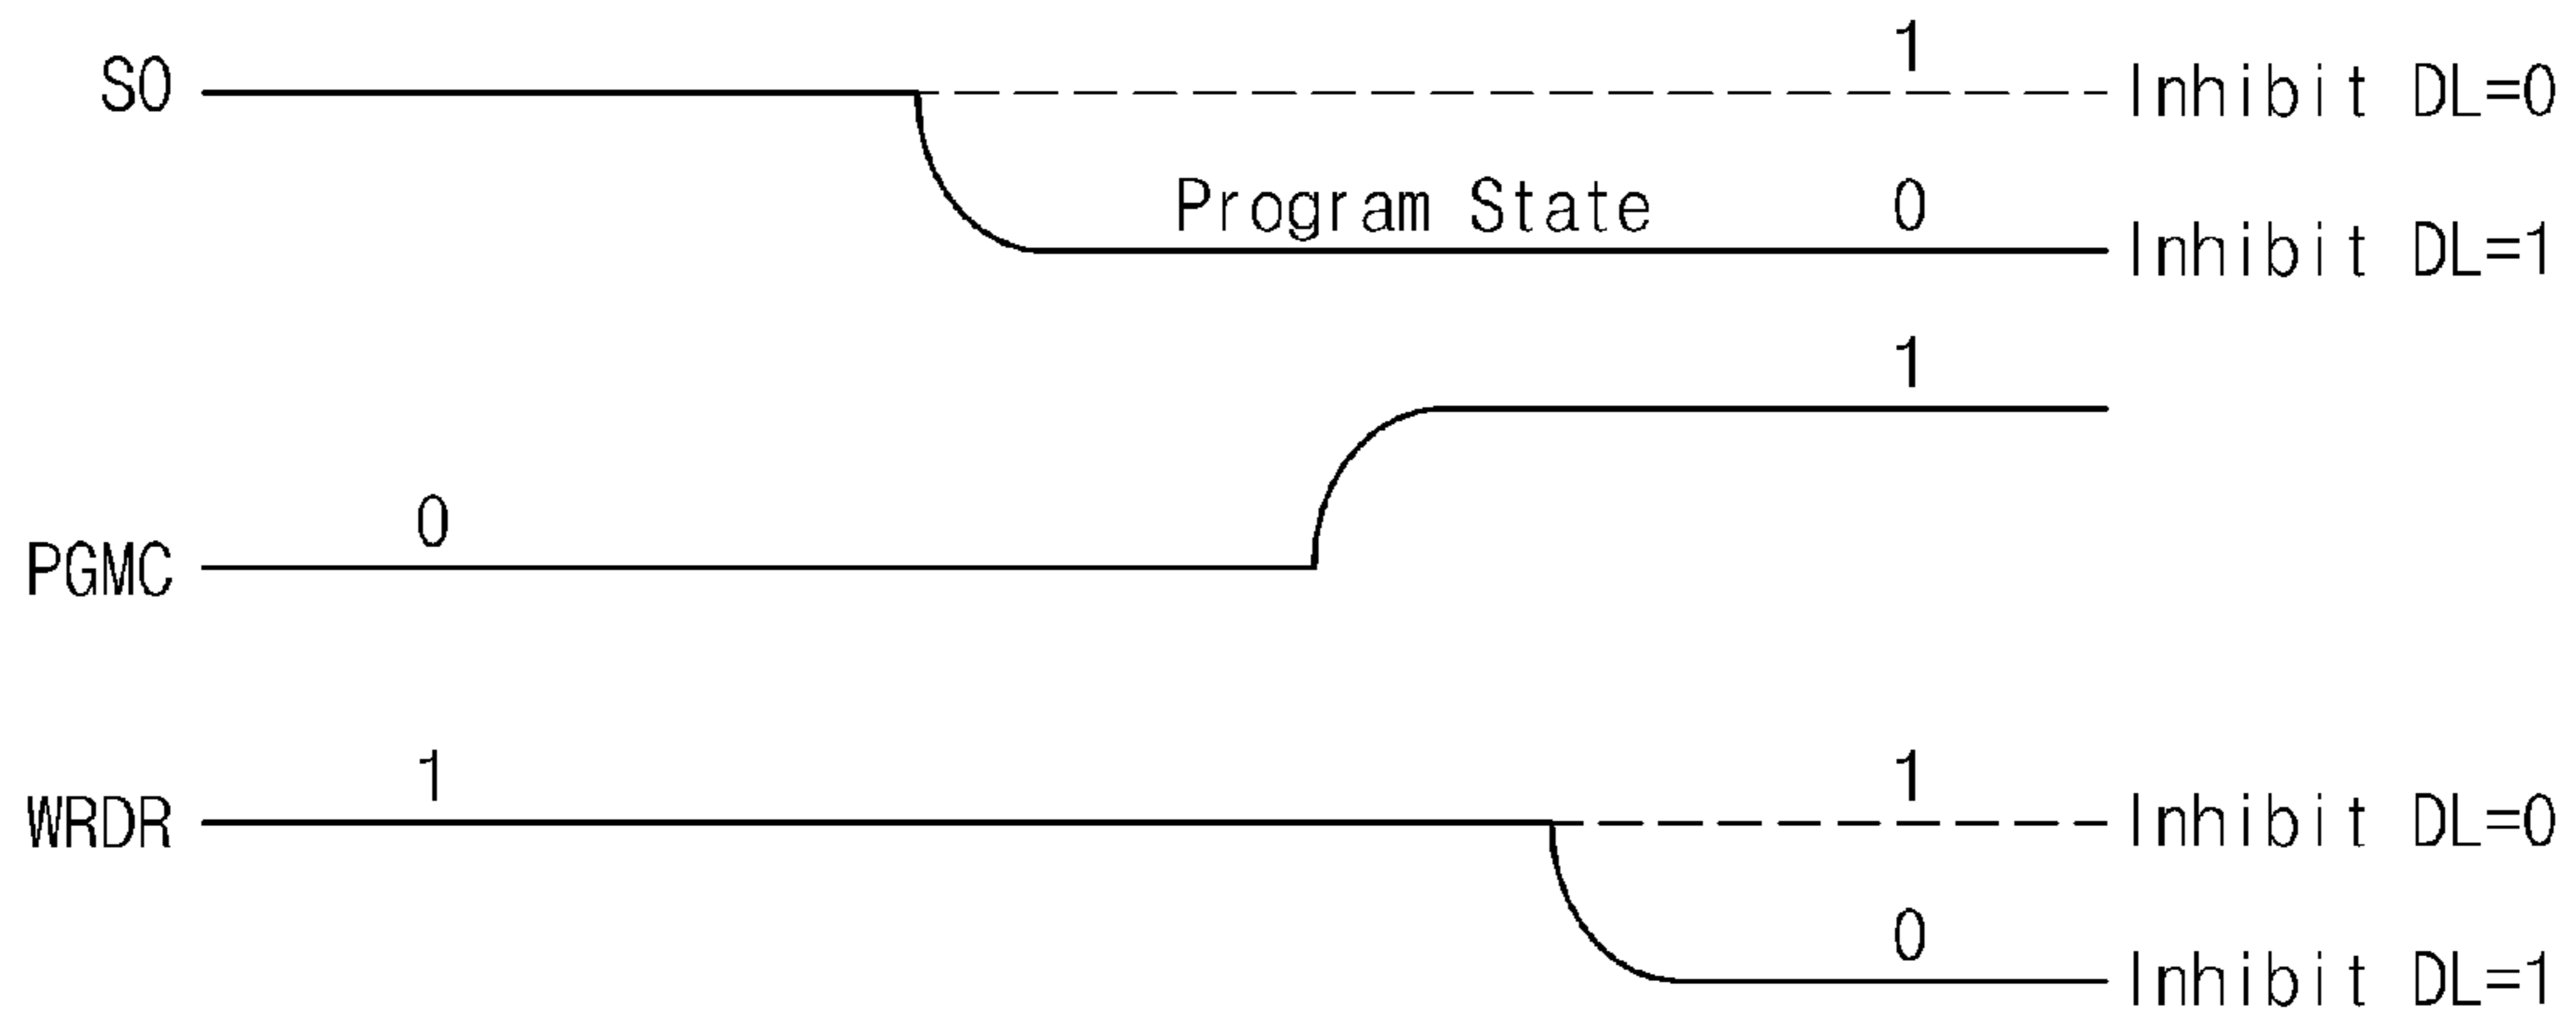 1
SO Inhibit DL=0
Program State 0
Inhibit DL=1
1
0
PGMC
1 1
WRDR Inhibit DL=0
0
Inhibit DL=1